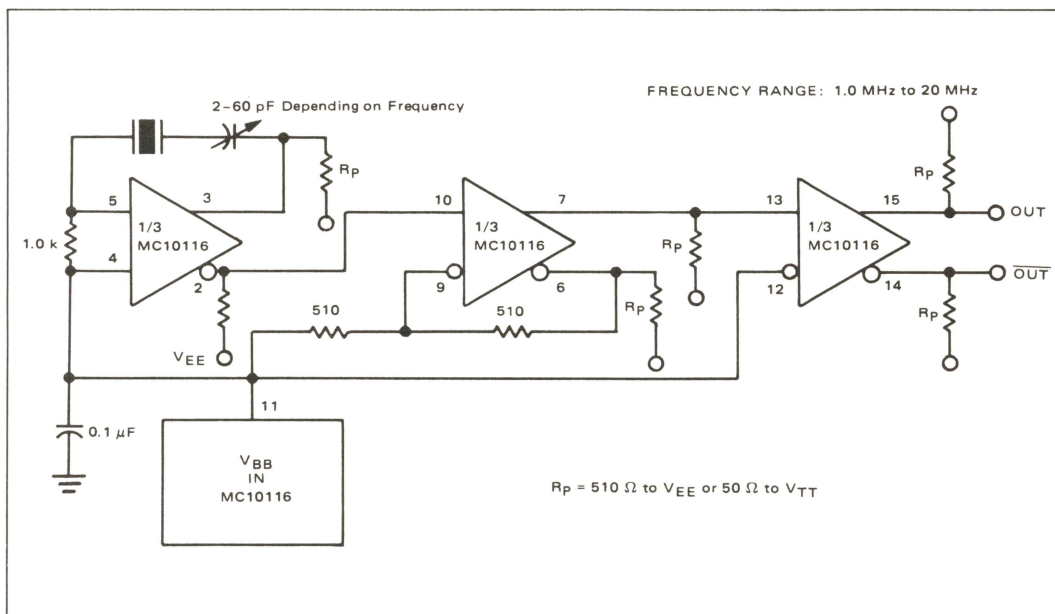 2-60 pF Depending on Frequency
FREQUENCY RANGE: 1.0 MHz to 20 MHz
RP
RP
5
3
10
7
13
15
OUT
1/3
MC10116
1/3
MC10116
1/3
MC10116
1.0 k
RP
4
2
9
6
12
14
OUT
510
510
RP
RP
VEE
11
0.1 µF
VBB
IN
MC10116
RP = 510 Ω to VEE or 50 Ω to VTT